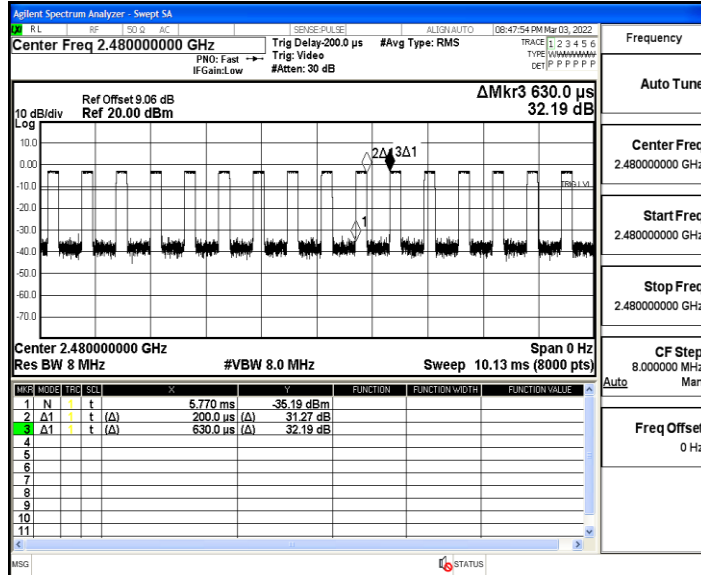 Agilent Spectrum Analyzer - Swept SA
RL RF 50 Ω AC SENSE:PULSE ALIGNAUTO 08:47:54 PM Mar 03, 2022
Center Freq 2.480000000 GHz
PNO: Fast
IFGain:Low
Trig Delay-200.0 µs
Trig: Video
#Atten: 30 dB
#Avg Type: RMS
TRACE 1 2 3 4 5 6
TYPE WWWWWW
DET P P P P P P
ΔMkr3 630.0 µs
32.19 dB
Ref Offset 9.06 dB
10 dB/div Ref 20.00 dBm
Log
10.0
0.00
-10.0
-20.0
-30.0
-40.0
-50.0
-60.0
-70.0
3Δ1
1
TRIG LVL
Center 2.480000000 GHz Span 0 Hz
Res BW 8 MHz #VBW 8.0 MHz Sweep 10.13 ms (8000 pts)
MKR MODE TRC SCL X Y FUNCTION FUNCTION WIDTH FUNCTION VALUE
1 N 1 t 5.770 ms -35.19 dBm
2 Δ1 1 t (Δ) 200.0 µs (Δ) 31.27 dB
3 Δ1 1 t (Δ) 630.0 µs (Δ) 32.19 dB
4
5
6
7
8
9
10
11
MSG STATUS
Frequency
Auto Tune
Center Freq
2.480000000 GHz
Start Freq
2.480000000 GHz
Stop Freq
2.480000000 GHz
CF Step
8.000000 MHz
Auto Man
Freq Offset
0 Hz